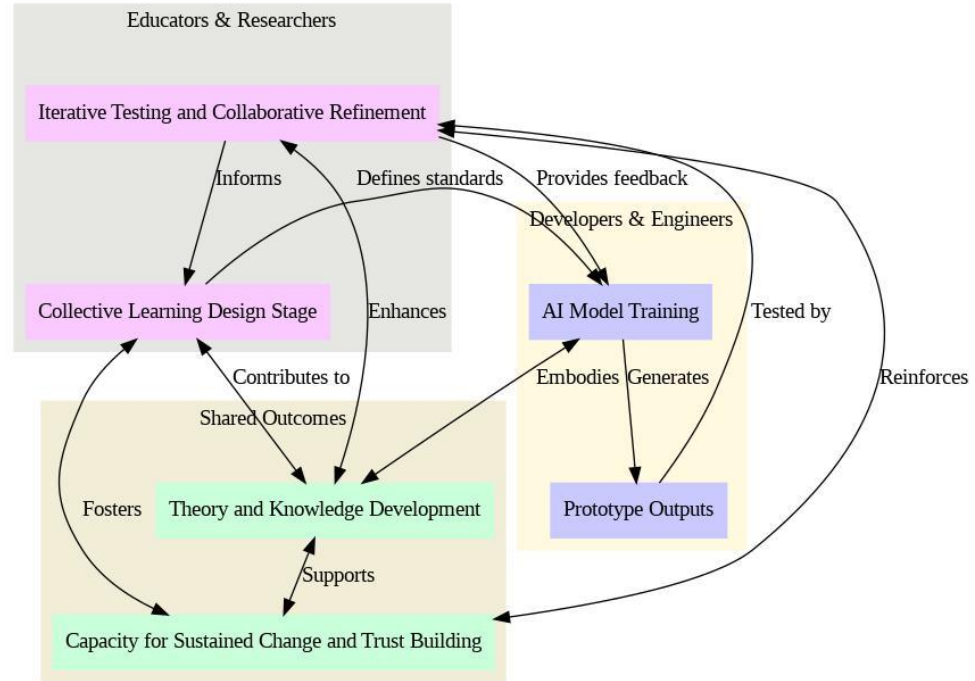 Educators & Researchers
Iterative Testing and Collaborative Refinement
Informs
Defines standards
Provides feedback
Developers & Engineers
Collective Learning Design Stage
Enhances
AI Model Training
Tested by
Contributes to
Embodies
Generates
Reinforces
Shared Outcomes
Fosters
Theory and Knowledge Development
Prototype Outputs
Supports
Capacity for Sustained Change and Trust Building